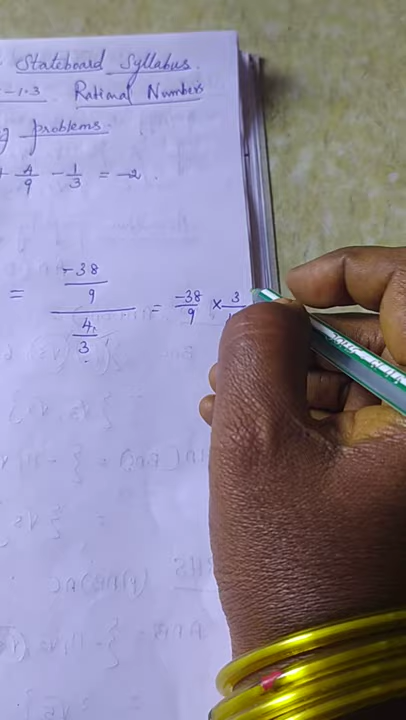 Stateboard Syllabus.
-1.3 Rational Numbers
problems.
4/9 - 1/3 = -2.
= (-38/9)/(4/3) = -38/9 × 3/